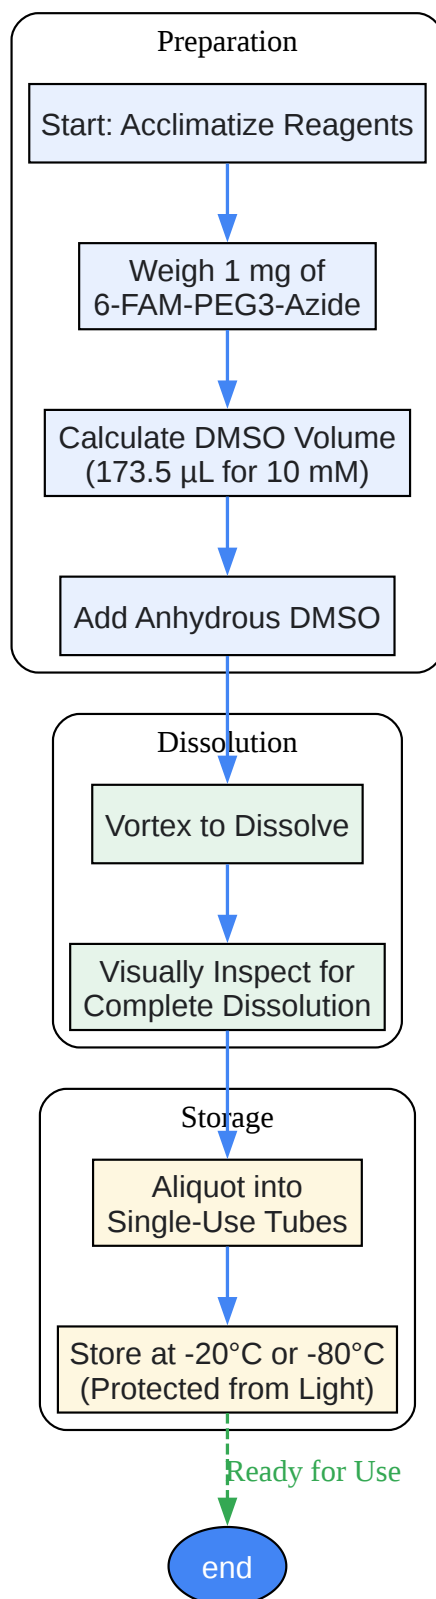 Preparation
Start: Acclimatize Reagents
Weigh 1 mg of
6-FAM-PEG3-Azide
Calculate DMSO Volume
(173.5 µL for 10 mM)
Add Anhydrous DMSO
Dissolution
Vortex to Dissolve
Visually Inspect for
Complete Dissolution
Storage
Aliquot into
Single-Use Tubes
Store at -20°C or -80°C
(Protected from Light)
Ready for Use
end